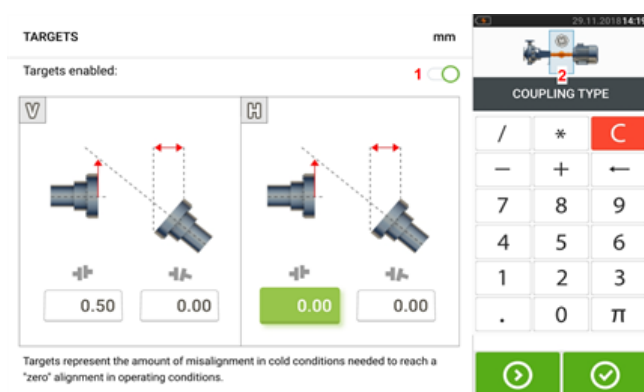 TARGETS
mm
Targets enabled:
1
V
H
0.50
0.00
0.00
0.00
Targets represent the amount of misalignment in cold conditions needed to reach a
"zero" alignment in operating conditions.
29.11.2018 14:19
2
COUPLING TYPE
/ * C
− + ←
7 8 9
4 5 6
1 2 3
. 0 π